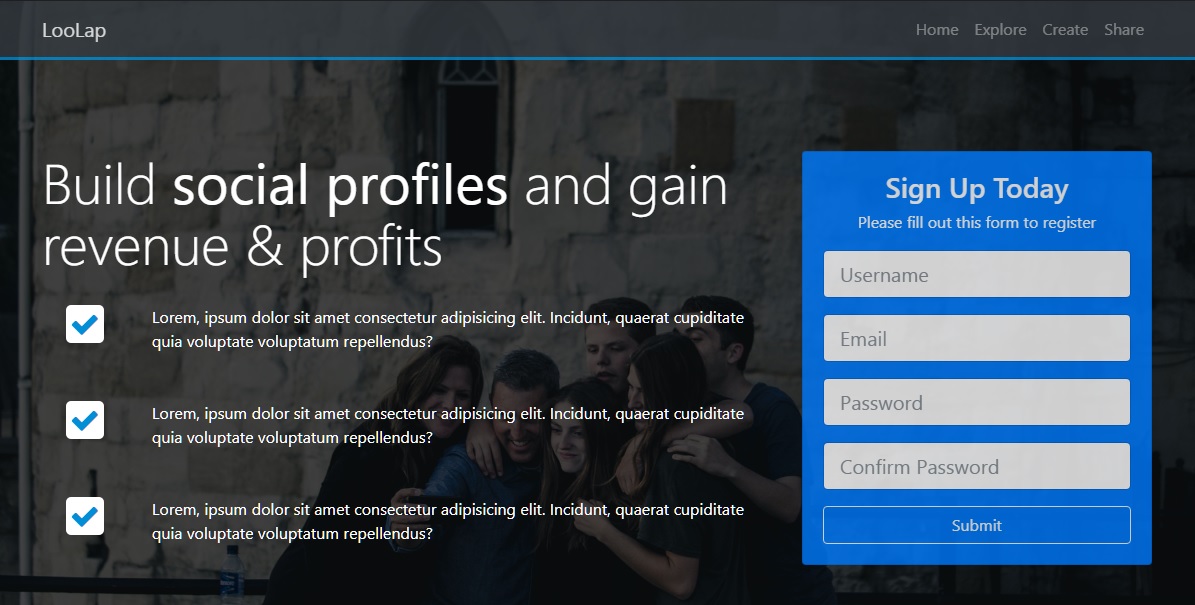 LooLap
Home Explore Create Share
Build social profiles and gain
revenue & profits
Lorem, ipsum dolor sit amet consectetur adipisicing elit. Incidunt, quaerat cupiditate
quia voluptate voluptatum repellendus?
Lorem, ipsum dolor sit amet consectetur adipisicing elit. Incidunt, quaerat cupiditate
quia voluptate voluptatum repellendus?
Lorem, ipsum dolor sit amet consectetur adipisicing elit. Incidunt, quaerat cupiditate
quia voluptate voluptatum repellendus?
Sign Up Today
Please fill out this form to register
Username
Email
Password
Confirm Password
Submit